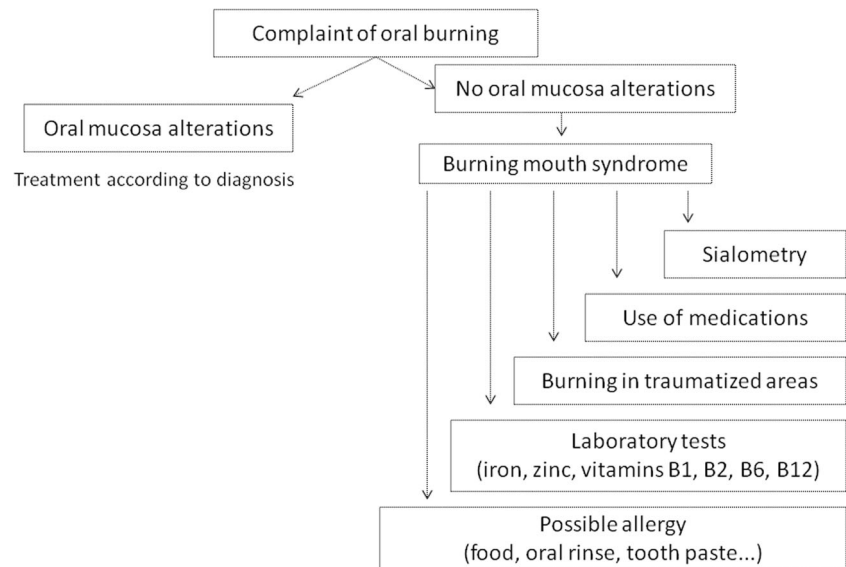 Complaint of oral burning
No oral mucosa alterations
Oral mucosa alterations
Treatment according to diagnosis
Burning mouth syndrome
Sialometry
Use of medications
Burning in traumatized areas
Laboratory tests
(iron, zinc, vitamins B1, B2, B6, B12)
Possible allergy
(food, oral rinse, tooth paste...)